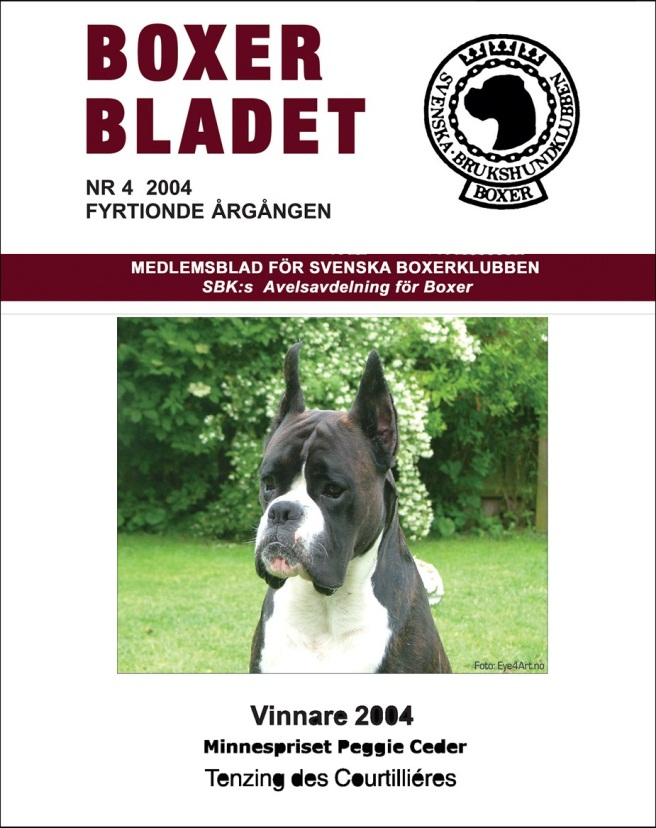 BOXER
BLADET
NR 4 2004
FYRTIONDE ÅRGÅNGEN
SVENSKA · BRUKSHUNDKLUBBEN
BOXER
MEDLEMSBLAD FÖR SVENSKA BOXERKLUBBEN
SBK:s Avelsavdelning för Boxer
Foto: Eye4Art.no
Vinnare 2004
Minnespriset Peggie Ceder
Tenzing des Courtilliéres